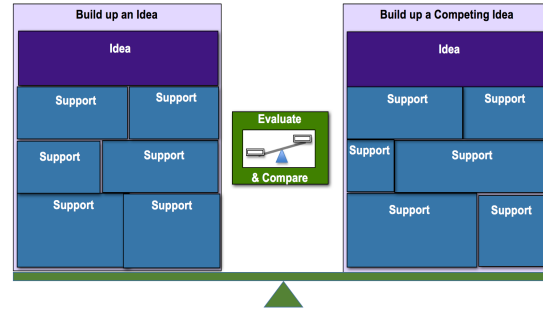 Build up an Idea
Idea
Support
Support
Support
Support
Support
Support
Evaluate
& Compare
Build up a Competing Idea
Idea
Support
Support
Support
Support
Support
Support